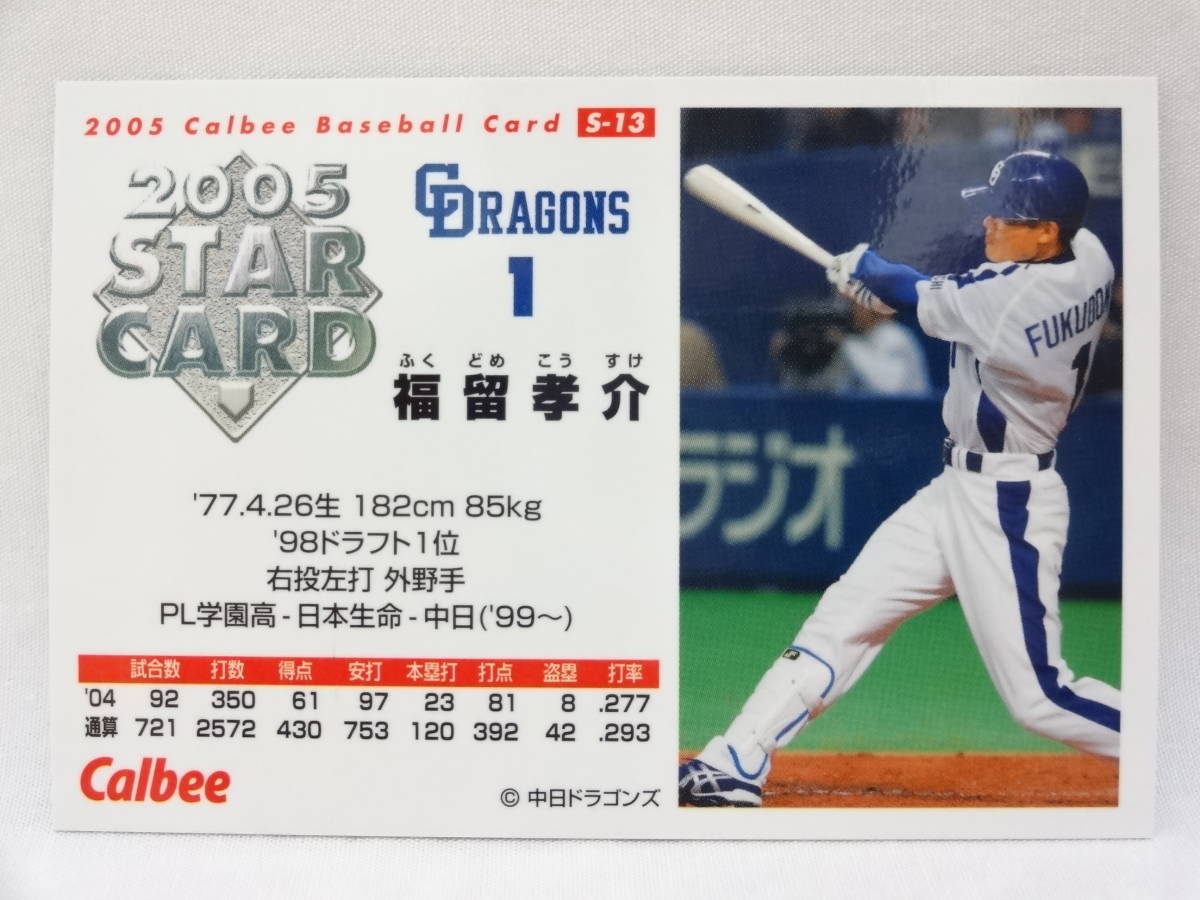 2005 Calbee Baseball Card S-13
2005
STAR
CARD
DRAGONS
1
ふく どめ こう すけ
福留孝介
'77.4.26生 182cm 85kg
'98ドラフト1位
右投左打 外野手
PL学園高-日本生命-中日('99〜)
試合数 打数 得点 安打 本塁打 打点 盗塁 打率
'04 92 350 61 97 23 81 8 .277
通算 721 2572 430 753 120 392 42 .293
Calbee
© 中日ドラゴンズ
FUKUDOM
1
ラジオ